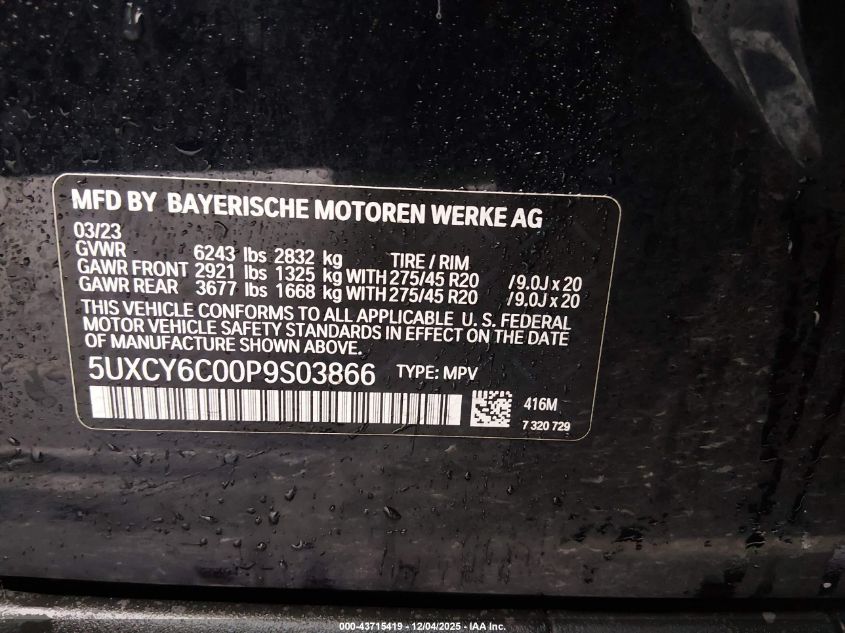 MFD BY BAYERISCHE MOTOREN WERKE AG
03/23
GVWR 6243 lbs 2832 kg TIRE / RIM
GAWR FRONT 2921 lbs 1325 kg WITH 275/45 R20 / 9.0J x 20
GAWR REAR 3677 lbs 1668 kg WITH 275/45 R20 / 9.0J x 20
THIS VEHICLE CONFORMS TO ALL APPLICABLE U. S. FEDERAL
MOTOR VEHICLE SAFETY STANDARDS IN EFFECT ON THE DATE
OF MANUFACTURE SHOWN ABOVE.
5UXCY6C00P9S03866 TYPE: MPV
416M
7 320 729
000-43715419 - 12/04/2025 - IAA Inc.